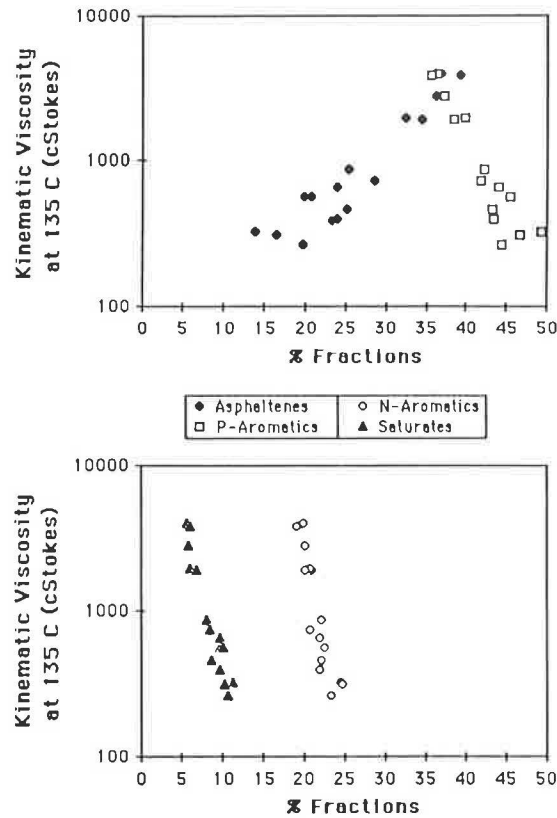 10000
1000
100
Kinematic Viscosity
at 135 C (cStokes)
0 5 10 15 20 25 30 35 40 45 50
% Fractions
Asphaltenes
N-Aromatics
P-Aromatics
Saturates
10000
1000
100
Kinematic Viscosity
at 135 C (cStokes)
0 5 10 15 20 25 30 35 40 45 50
% Fractions